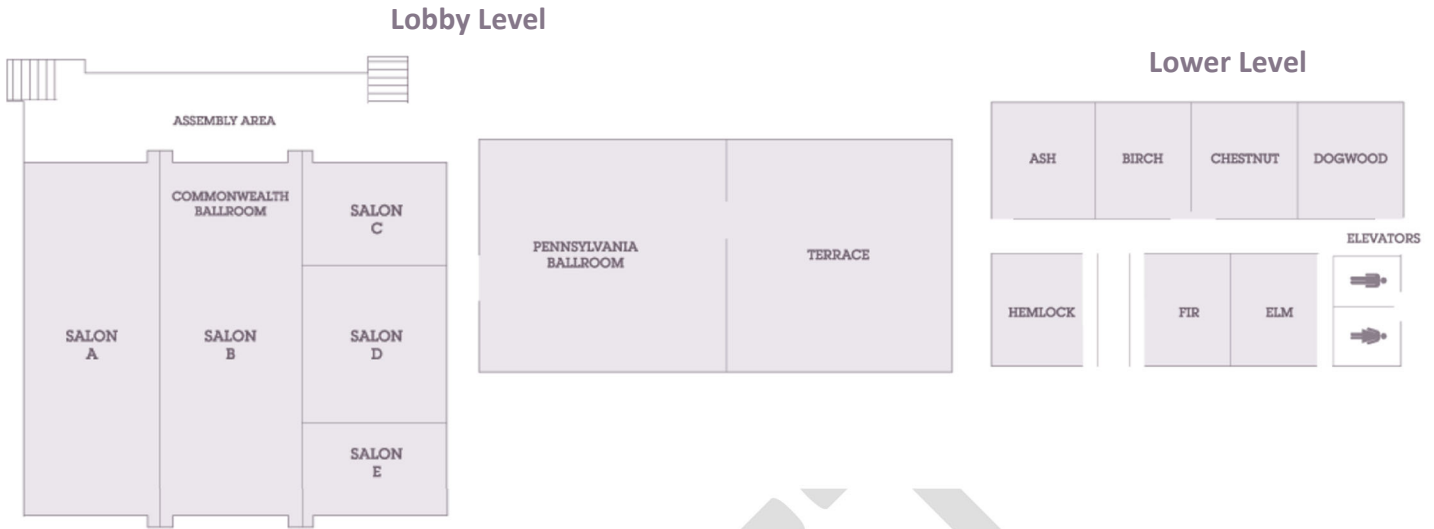 Lobby Level
Lower Level
ASSEMBLY AREA
COMMONWEALTH
BALLROOM
SALON
A
SALON
B
SALON
C
SALON
D
SALON
E
PENNSYLVANIA
BALLROOM
TERRACE
ASH
BIRCH
CHESTNUT
DOGWOOD
ELEVATORS
HEMLOCK
FIR
ELM